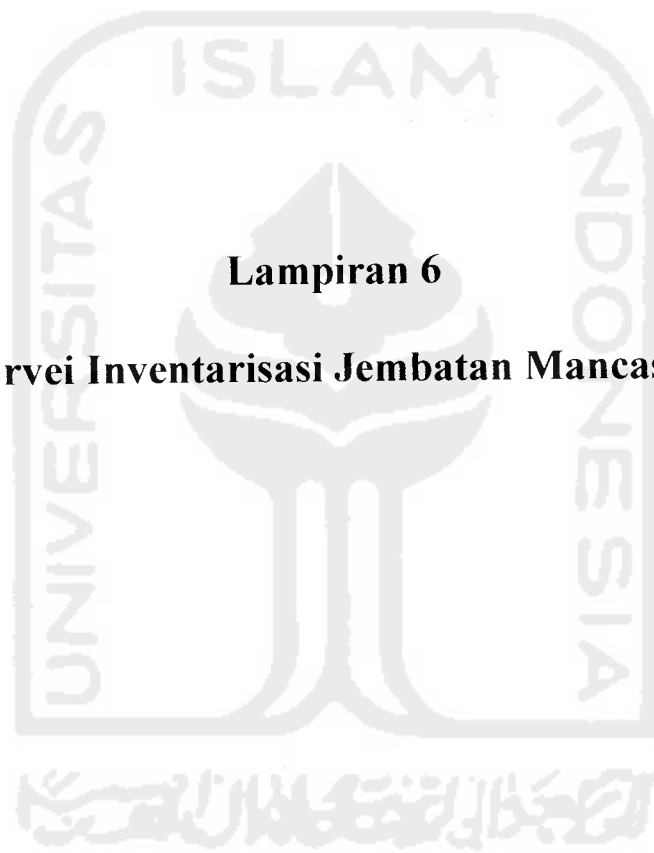 ISLAM
UNIVERSITAS
INDONESIA
Lampiran 6
rvei Inventarisasi Jembatan Mancas